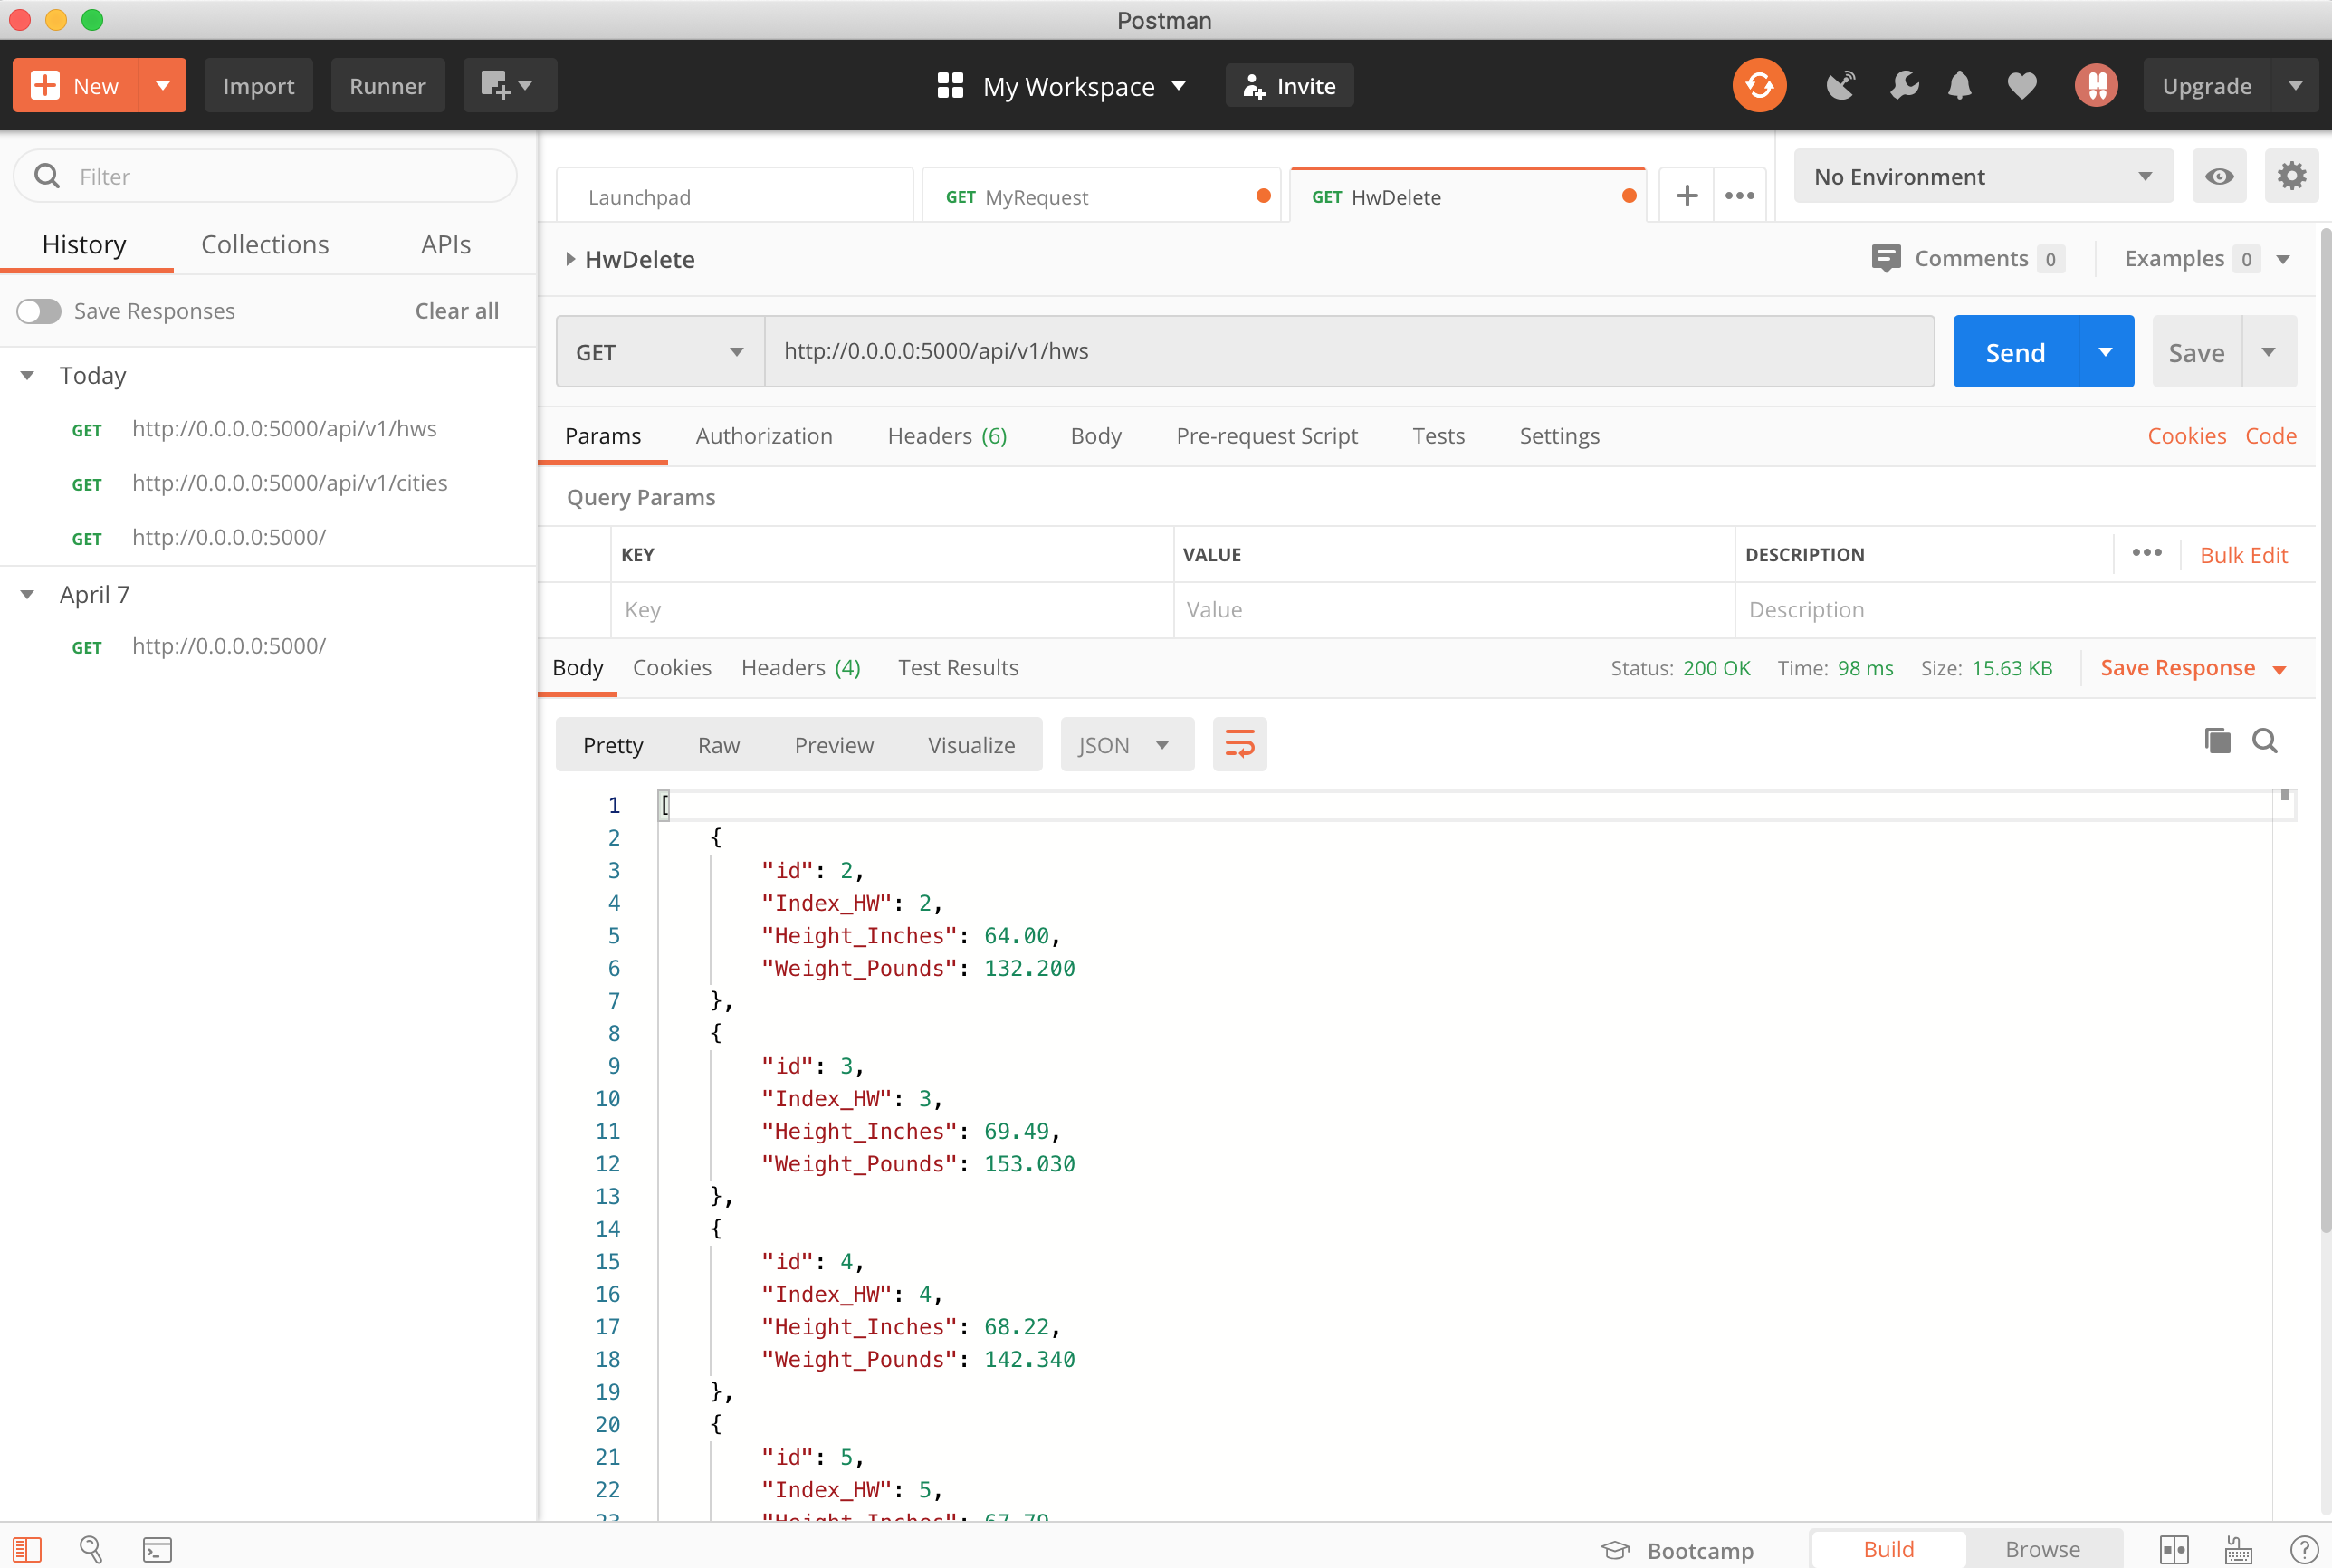 Postman
New
Import
Runner
My Workspace
Invite
Upgrade
Filter
History Collections APIs
Save Responses Clear all
Today
GET http://0.0.0.0:5000/api/v1/hws
GET http://0.0.0.0:5000/api/v1/cities
GET http://0.0.0.0:5000/
April 7
GET http://0.0.0.0:5000/
Launchpad
GET MyRequest
GET HwDelete
No Environment
HwDelete
Comments 0
Examples 0
GET http://0.0.0.0:5000/api/v1/hws
Send
Save
Params Authorization Headers (6) Body Pre-request Script Tests Settings Cookies Code
Query Params
KEY VALUE DESCRIPTION Bulk Edit
Key Value Description
Body Cookies Headers (4) Test Results Status: 200 OK Time: 98 ms Size: 15.63 KB Save Response
Pretty Raw Preview Visualize JSON
1 [
2 {
3 "id": 2,
4 "Index_HW": 2,
5 "Height_Inches": 64.00,
6 "Weight_Pounds": 132.200
7 },
8 {
9 "id": 3,
10 "Index_HW": 3,
11 "Height_Inches": 69.49,
12 "Weight_Pounds": 153.030
13 },
14 {
15 "id": 4,
16 "Index_HW": 4,
17 "Height_Inches": 68.22,
18 "Weight_Pounds": 142.340
19 },
20 {
21 "id": 5,
22 "Index_HW": 5,
23 "Height_Inches": 67.79
Bootcamp Build Browse